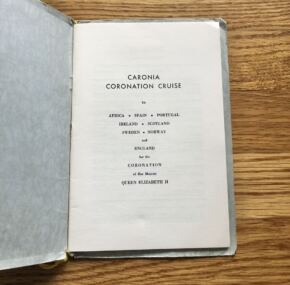 CARONIA
CORONATION CRUISE
to
AFRICA • SPAIN • PORTUGAL
IRELAND • SCOTLAND
SWEDEN • NORWAY
and
ENGLAND
for the
CORONATION
of Her Majesty
QUEEN ELIZABETH II